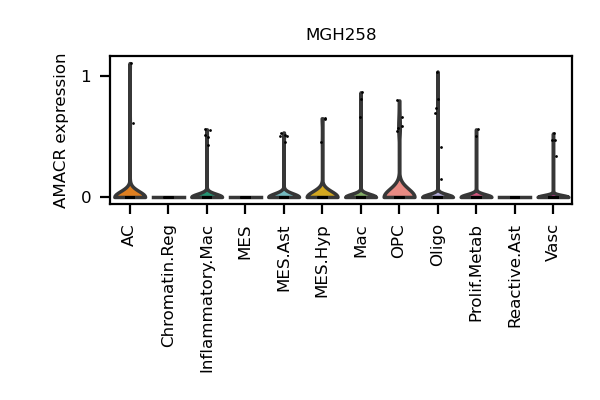 MGH258
AMACR expression
1
0
AC
Chromatin.Reg
Inflammatory.Mac
MES
MES.Ast
MES.Hyp
Mac
OPC
Oligo
Prolif.Metab
Reactive.Ast
Vasc